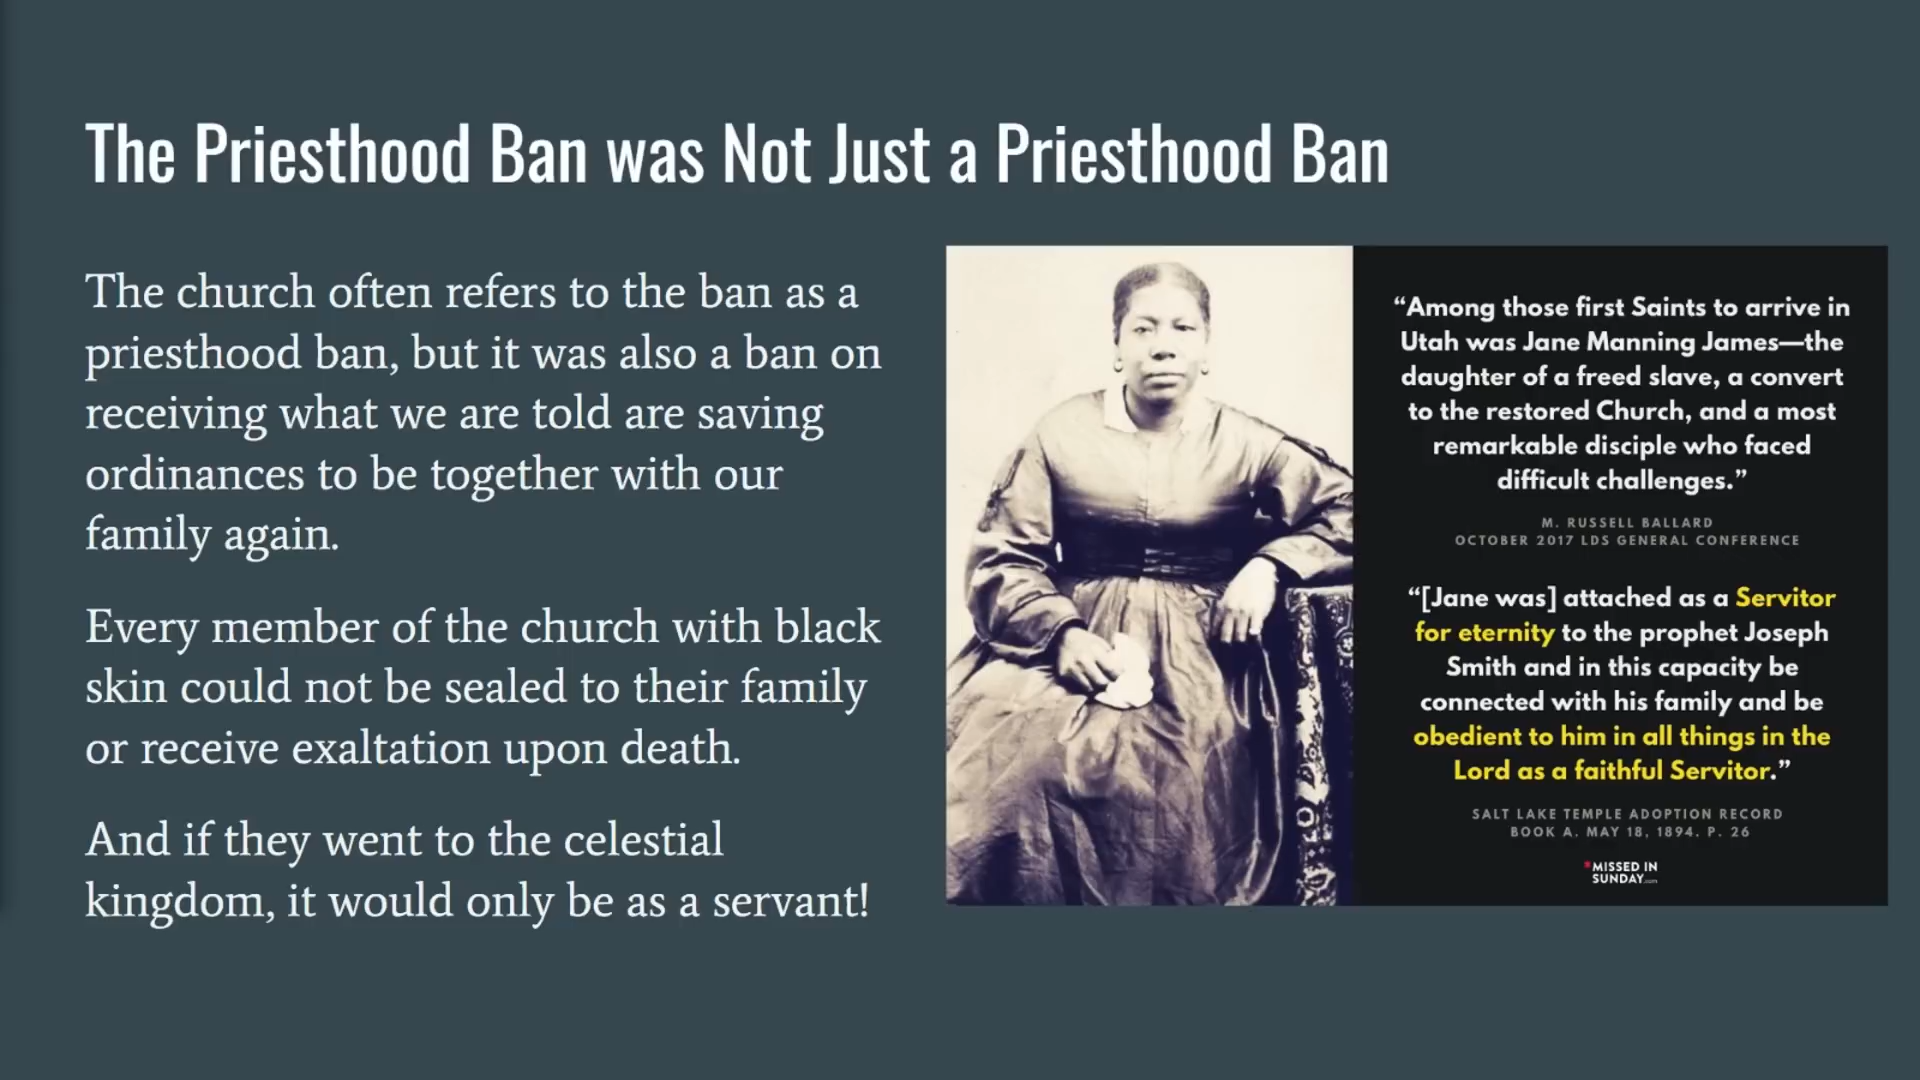 The Priesthood Ban was Not Just a Priesthood Ban
The church often refers to the ban as a
priesthood ban, but it was also a ban on
receiving what we are told are saving
ordinances to be together with our
family again.
Every member of the church with black
skin could not be sealed to their family
or receive exaltation upon death.
And if they went to the celestial
kingdom, it would only be as a servant!
“Among those first Saints to arrive in
Utah was Jane Manning James—the
daughter of a freed slave, a convert
to the restored Church, and a most
remarkable disciple who faced
difficult challenges.”
M. RUSSELL BALLARD
OCTOBER 2017 LDS GENERAL CONFERENCE
“[Jane was] attached as a Servitor
for eternity to the prophet Joseph
Smith and in this capacity be
connected with his family and be
obedient to him in all things in the
Lord as a faithful Servitor.”
SALT LAKE TEMPLE ADOPTION RECORD
BOOK A. MAY 18, 1894. P. 26
*MISSED IN
SUNDAY.com